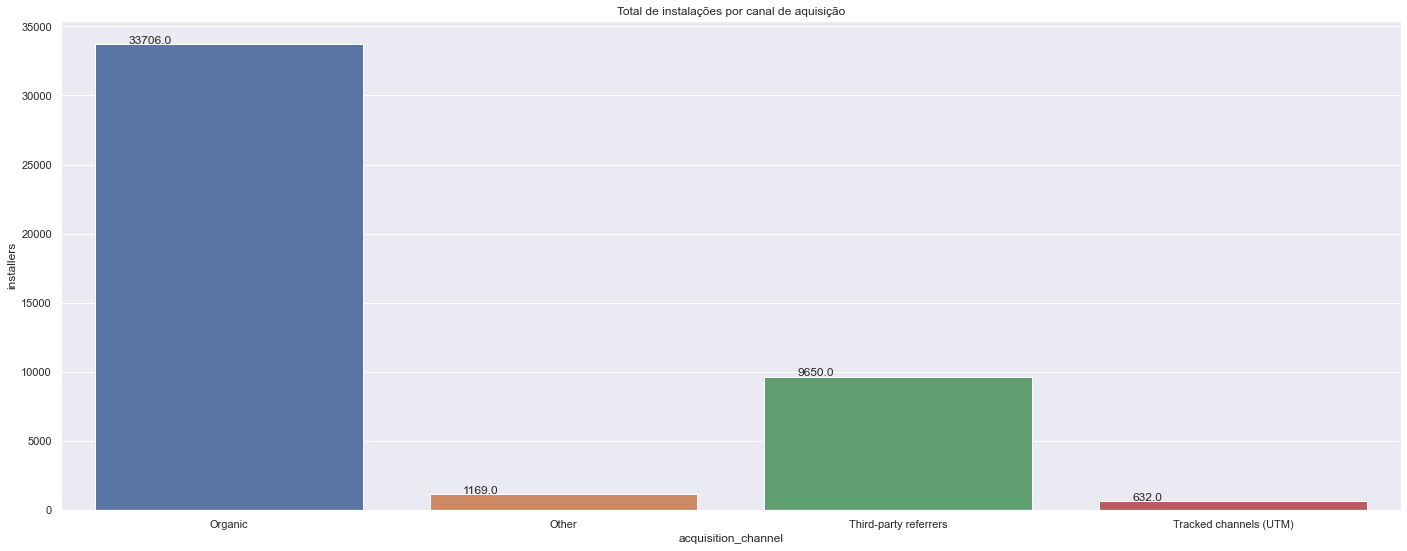 Total de instalações por canal de aquisição
35000
30000
25000
20000
15000
10000
5000
0
installers
33706.0
1169.0
9650.0
632.0
Organic
Other
Third-party referrers
Tracked channels (UTM)
acquisition_channel